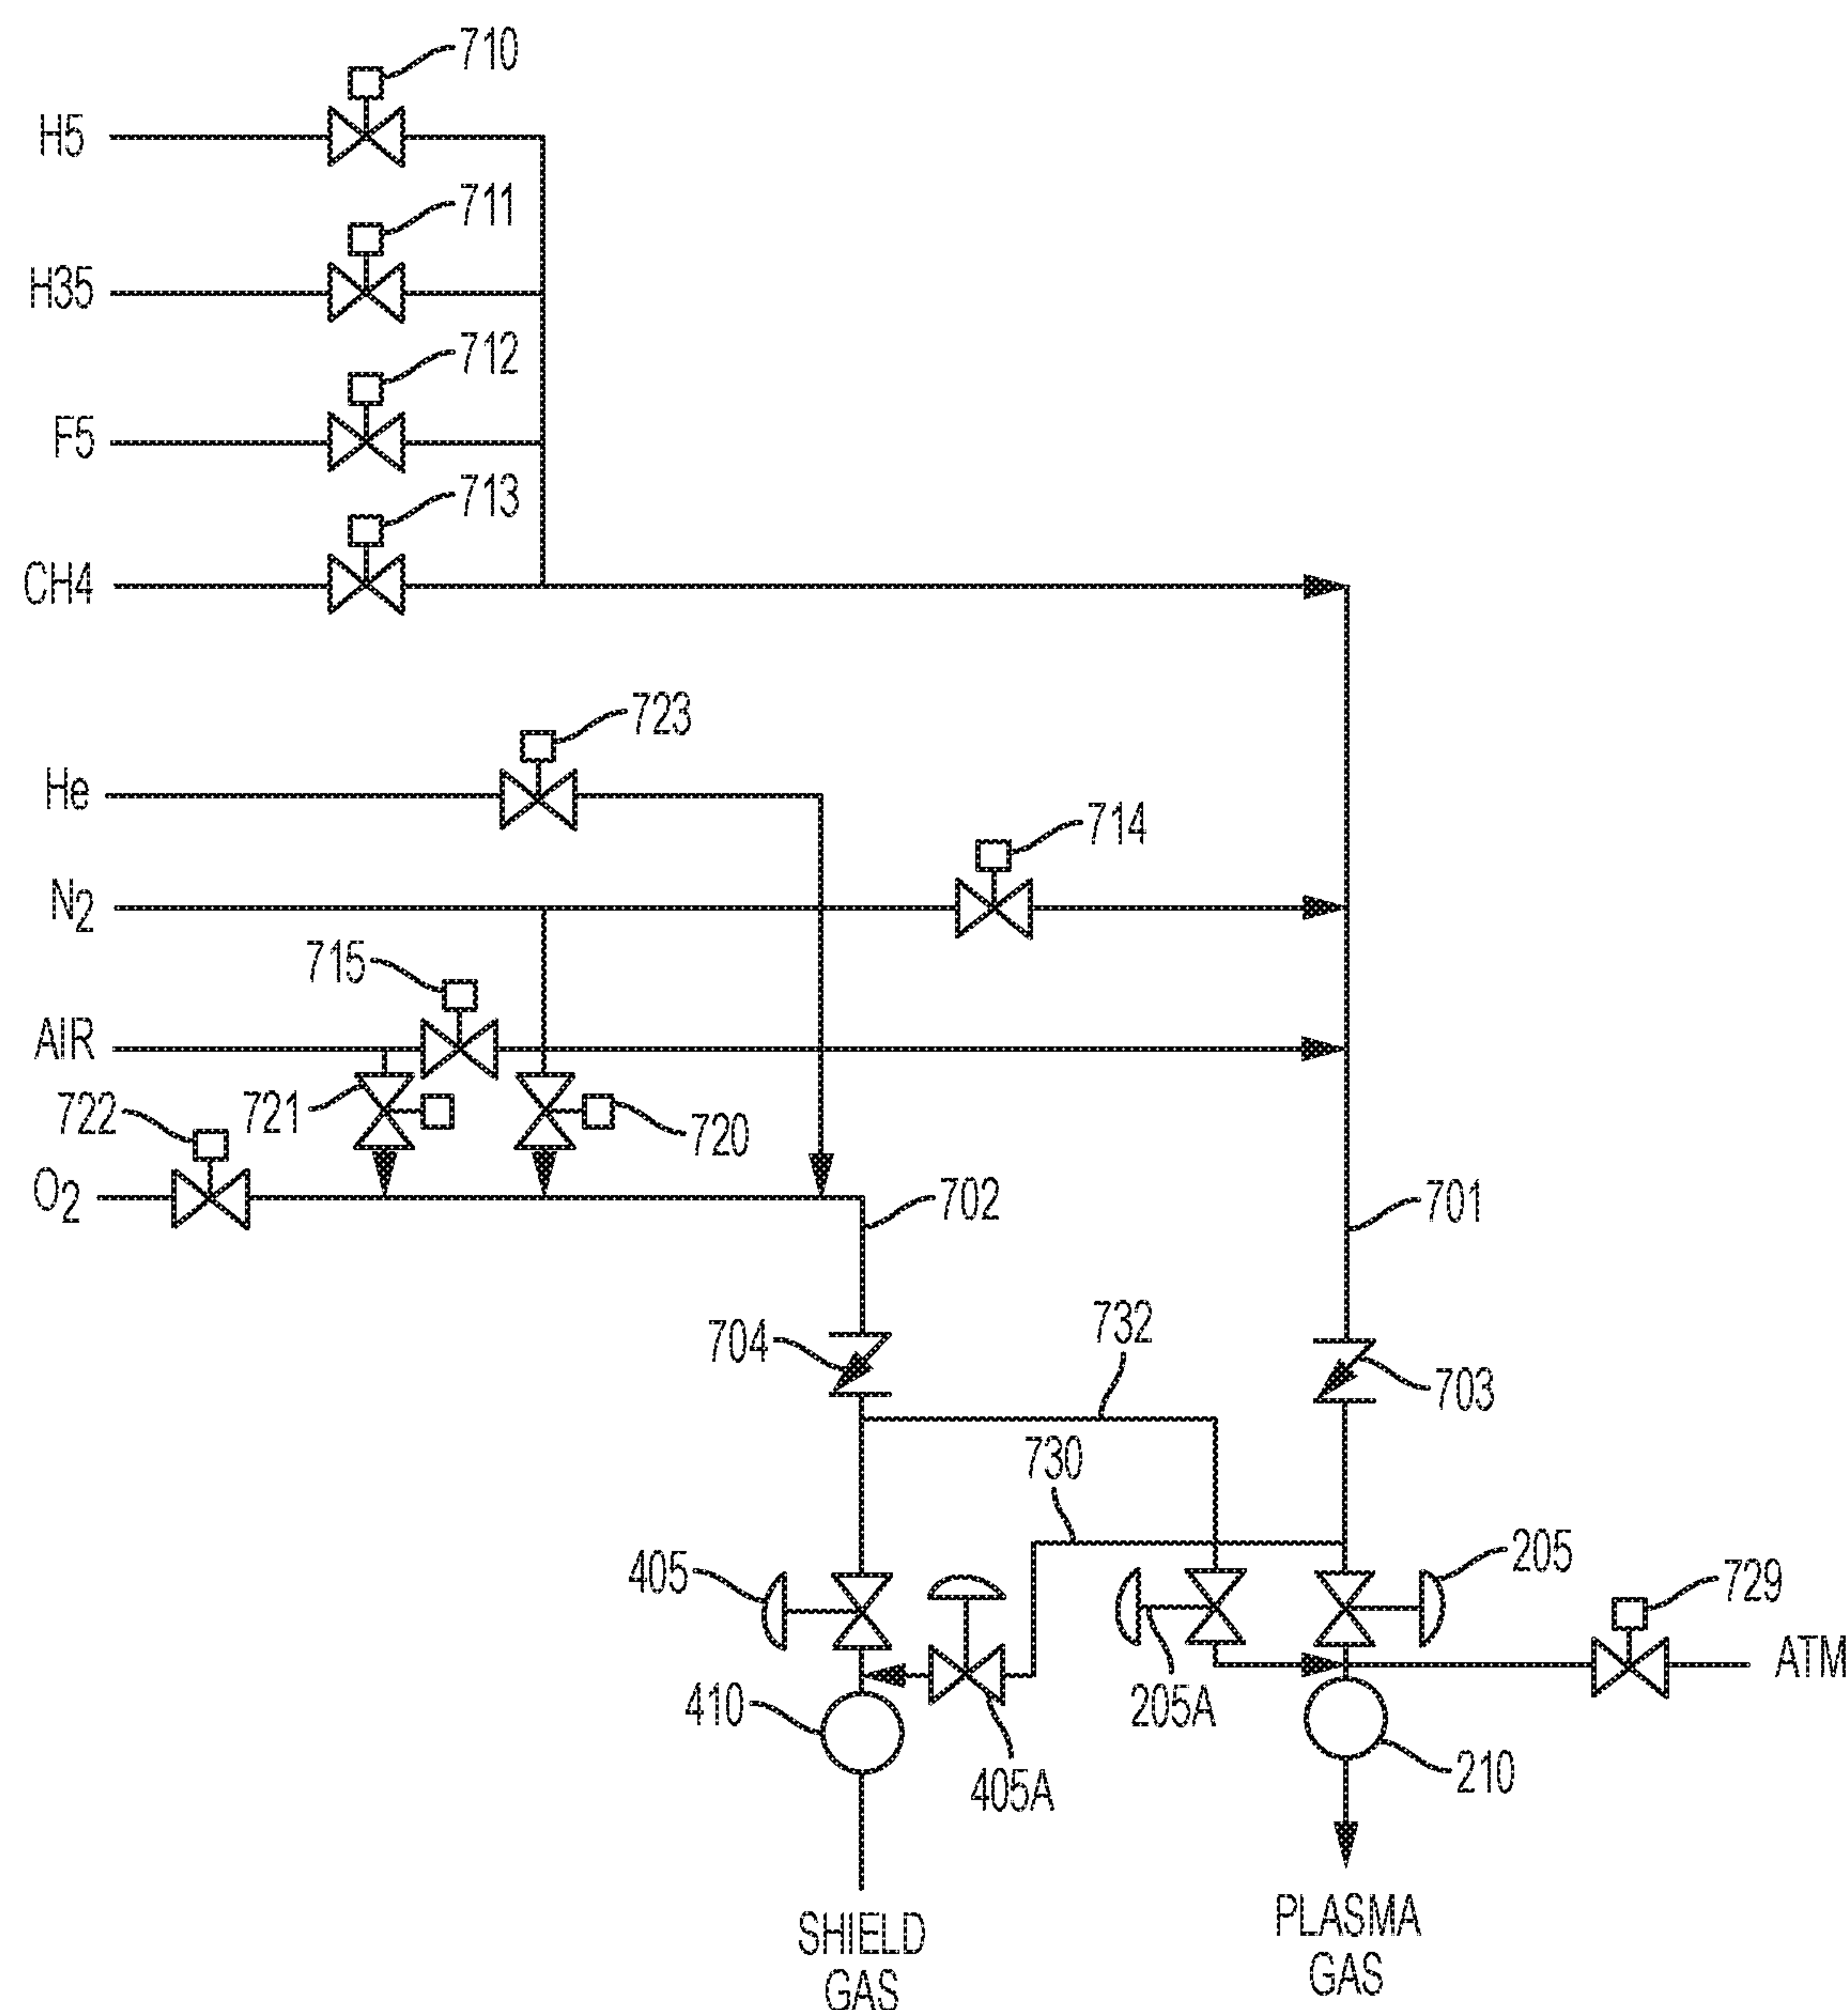 710
H5
711
H35
712
F5
713
CH4
723
He
714
N2
715
AIR
722
721
720
O2
702
701
704
732
703
730
405
205
729
ATM
410
205A
405A
210
SHIELD
GAS
PLASMA
GAS